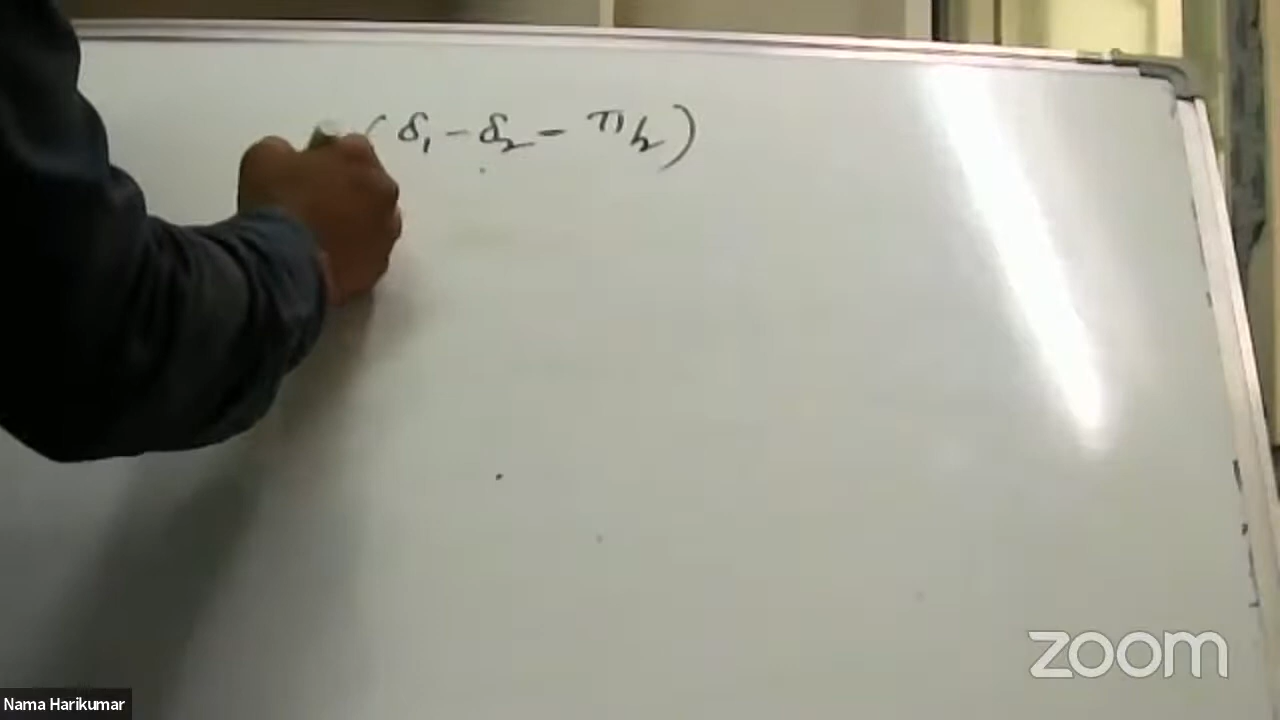 (δ₁ - δ₂ - π/2)
zoom
Nama Harikumar